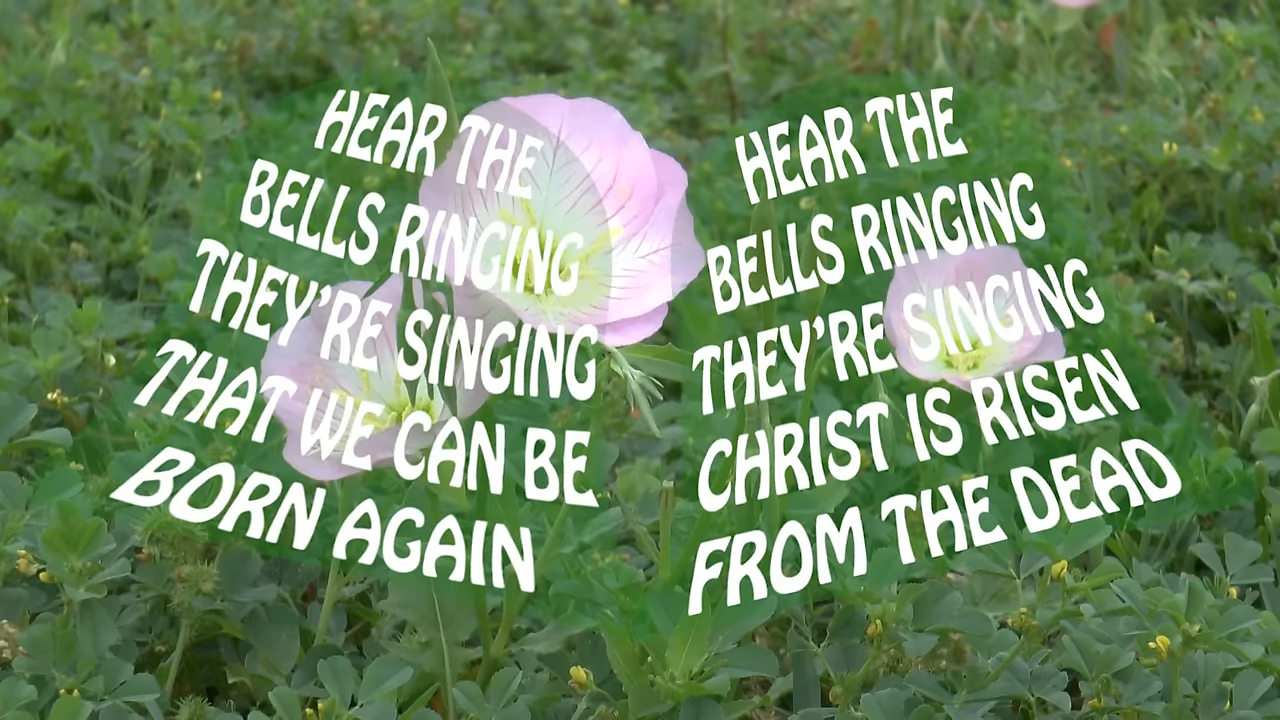 HEAR THE
BELLS RINGING
THEY'RE SINGING
THAT WE CAN BE
BORN AGAIN
HEAR THE
BELLS RINGING
THEY'RE SINGING
CHRIST IS RISEN
FROM THE DEAD